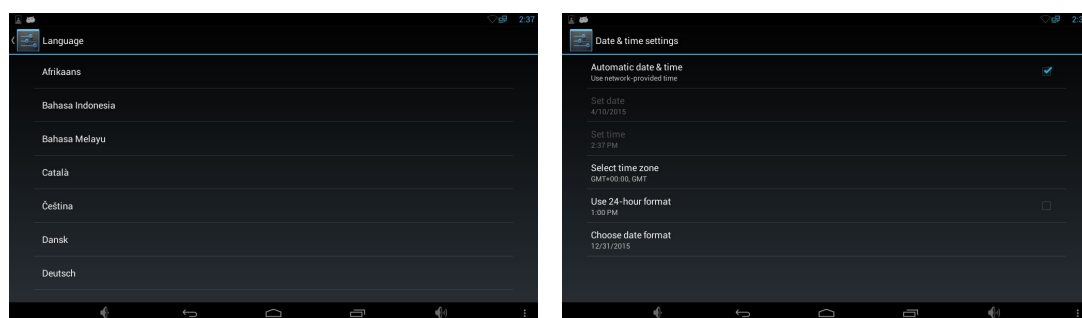 2:37
Language
Afrikaans
Bahasa Indonesia
Bahasa Melayu
Català
Čeština
Dansk
Deutsch
2:3
Date & time settings
Automatic date & time
Use network-provided time
Set date
4/10/2015
Set time
2:37 PM
Select time zone
GMT+00:00, GMT
Use 24-hour format
1:00 PM
Choose date format
12/31/2015